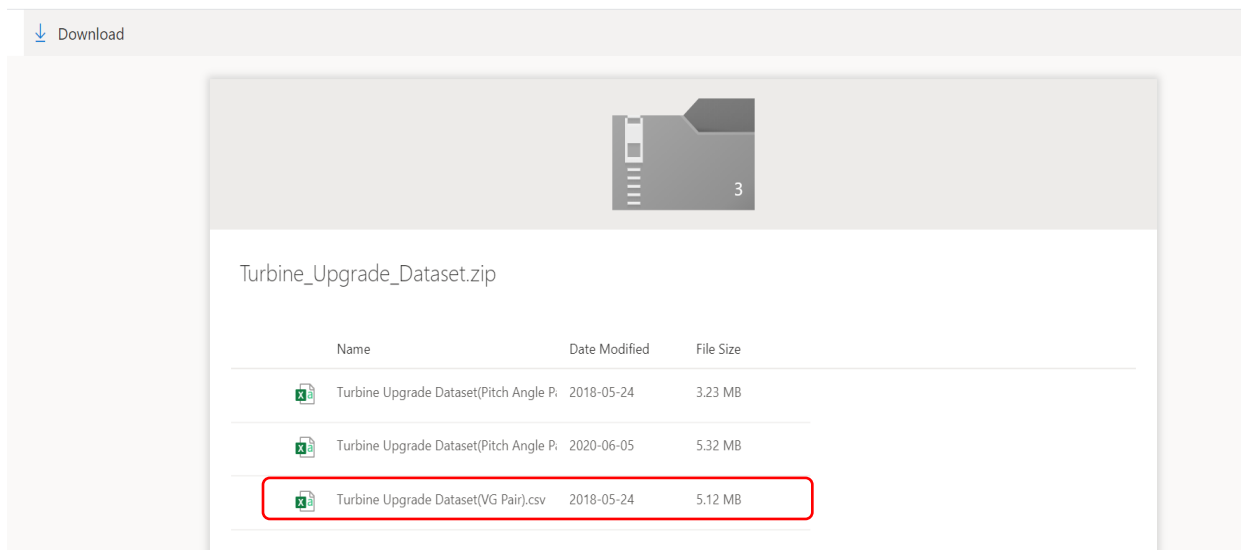 Download
3
Turbine_Upgrade_Dataset.zip
Name Date Modified File Size
Turbine Upgrade Dataset(Pitch Angle Pa 2018-05-24 3.23 MB
Turbine Upgrade Dataset(Pitch Angle Pa 2020-06-05 5.32 MB
Turbine Upgrade Dataset(VG Pair).csv 2018-05-24 5.12 MB